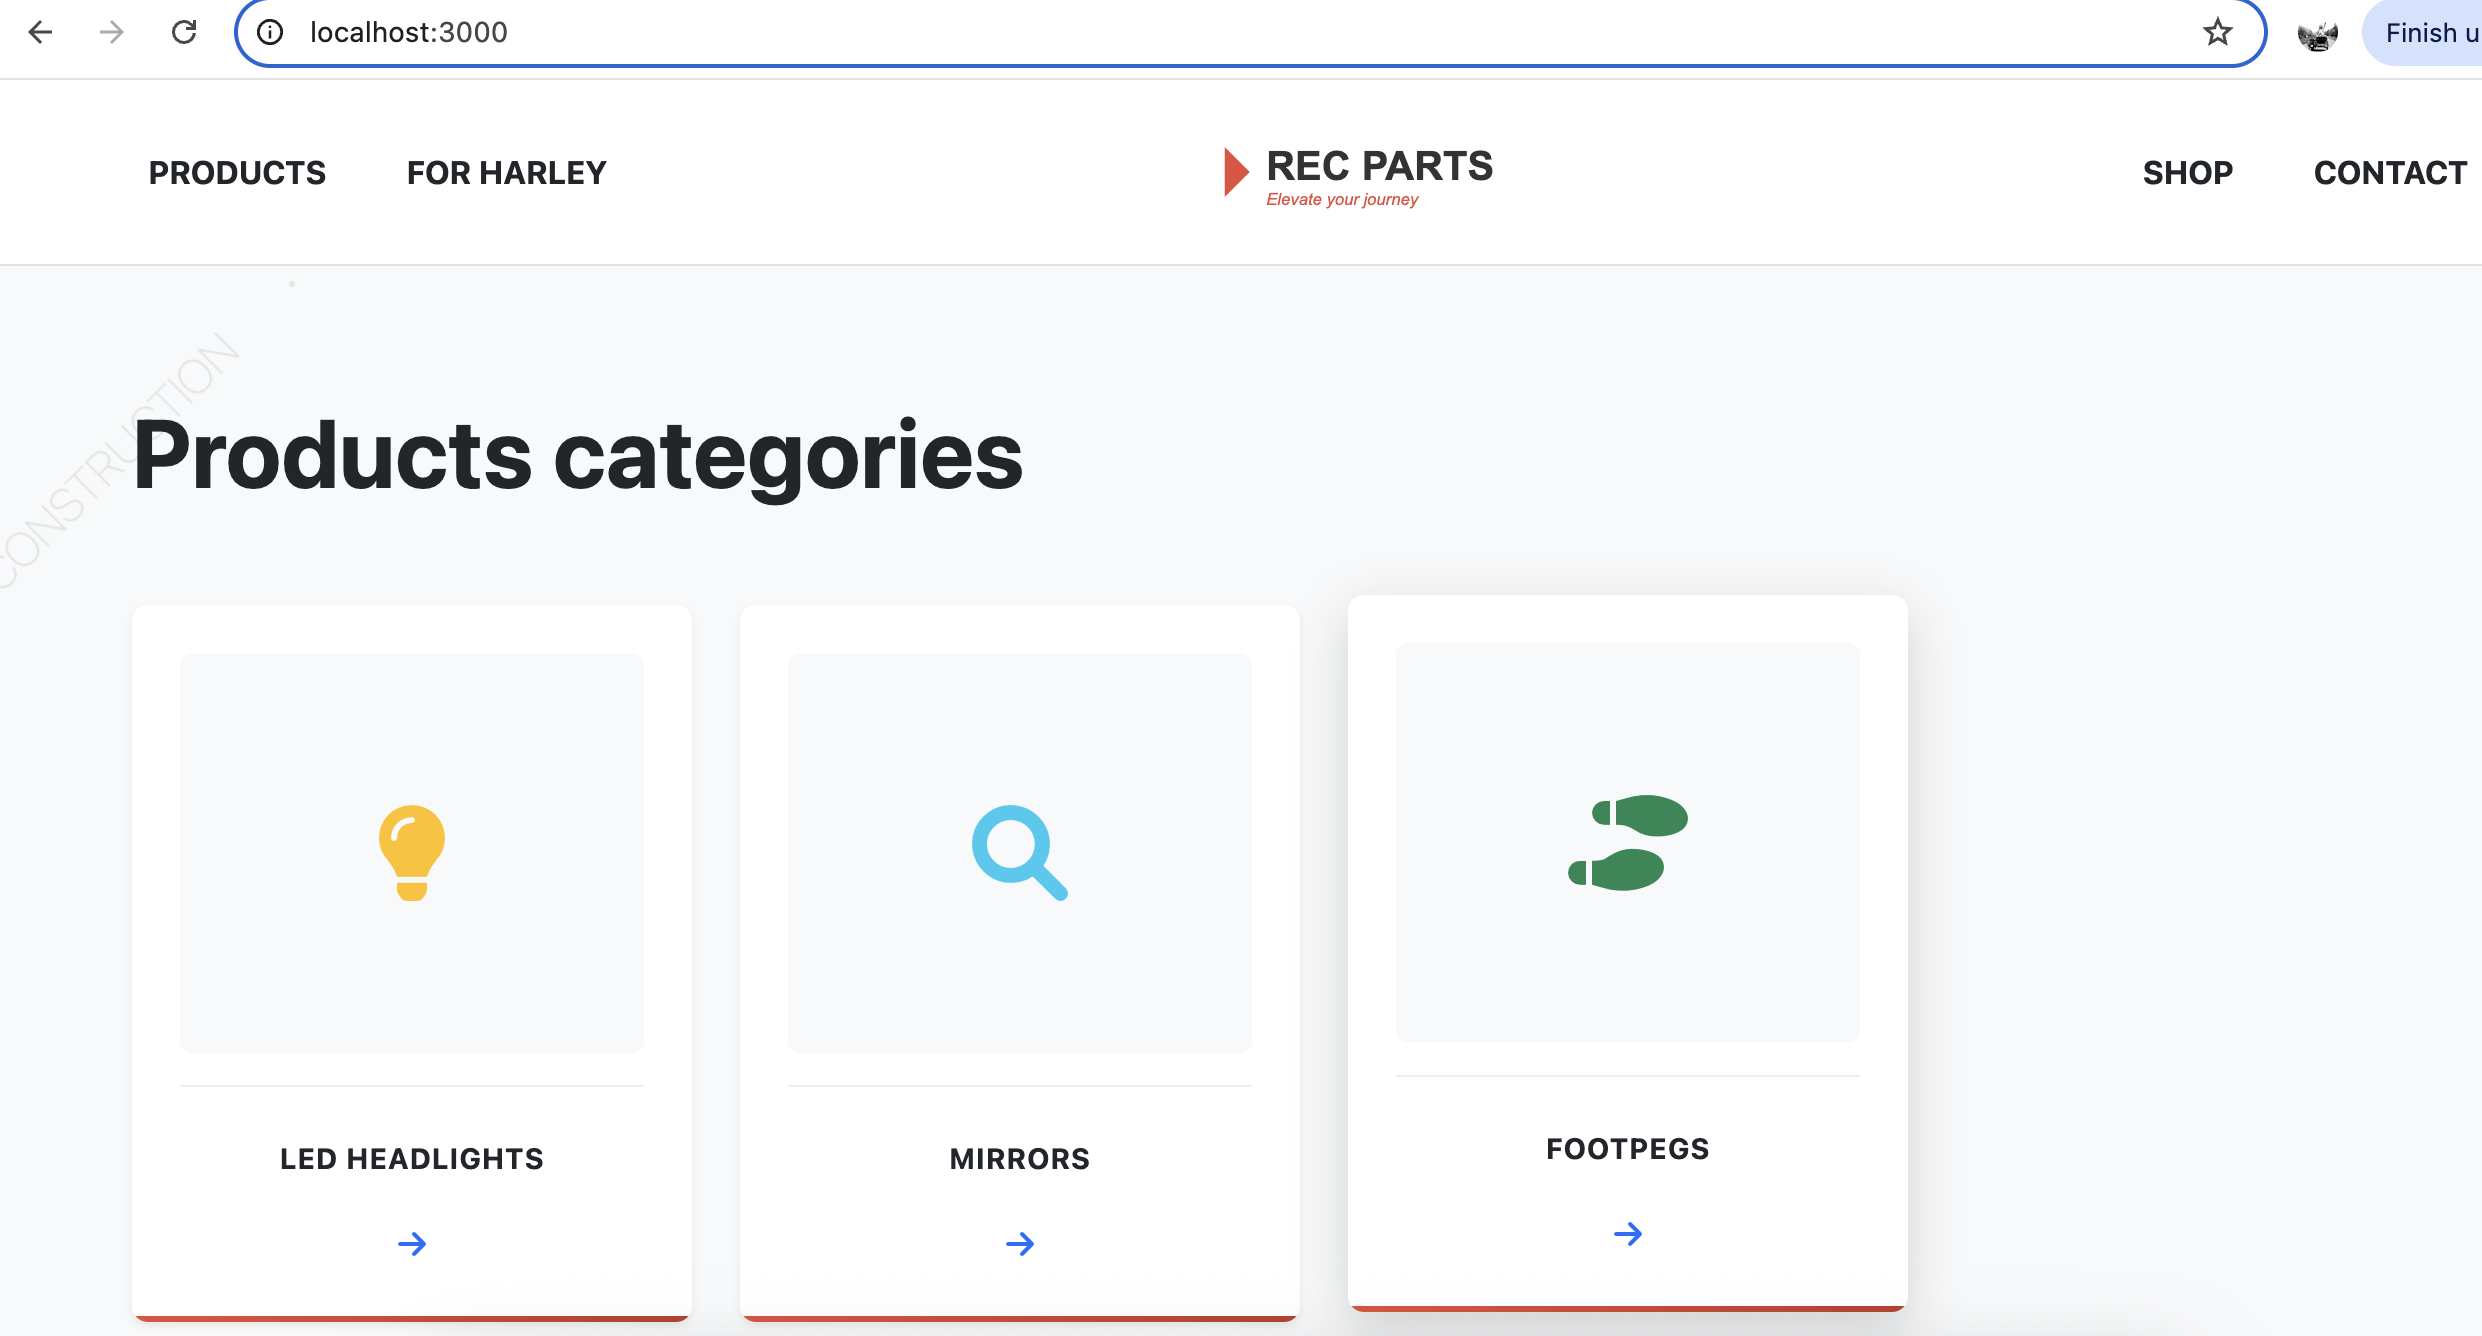 localhost:3000
Finish u
PRODUCTS
FOR HARLEY
REC PARTS
Elevate your journey
SHOP
CONTACT
CONSTRUCTION
Products categories
LED HEADLIGHTS
MIRRORS
FOOTPEGS